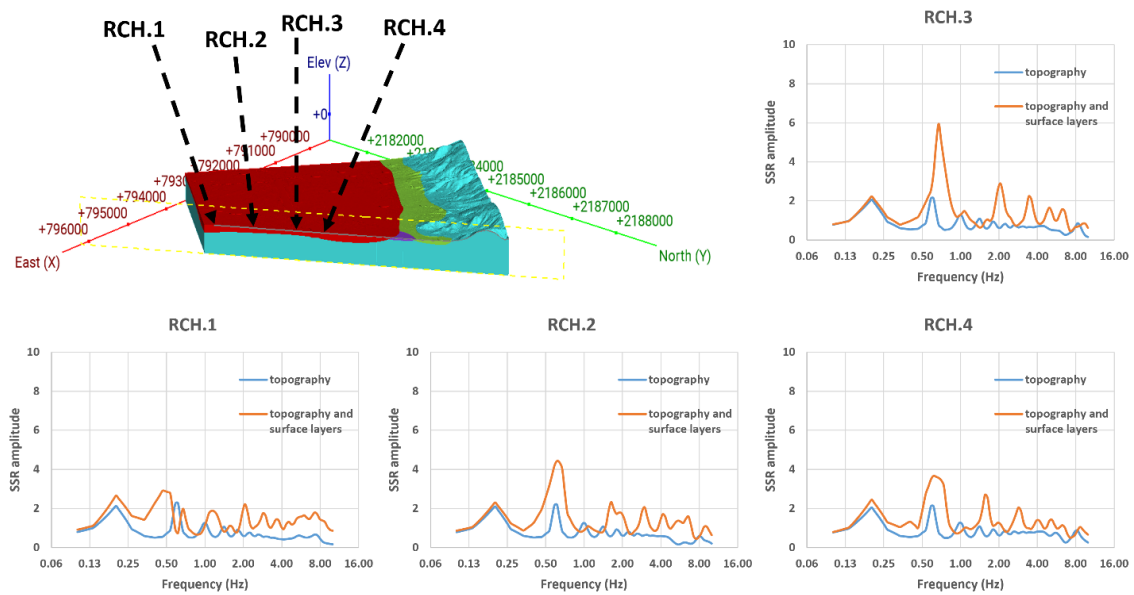 RCH.1
RCH.2
RCH.3
RCH.4
Elev (Z)
+0
+790000
+791000
+792000
+794000
+795000
+796000
East (X)
+2182000
+2185000
+2186000
+2187000
+2188000
North (Y)
RCH.3
SSR amplitude
10
8
6
4
2
0
topography
topography and
surface layers
0.06 0.13 0.25 0.50 1.00 2.00 4.00 8.00 16.00
Frequency (Hz)
RCH.1
SSR amplitude
10
8
6
4
2
0
topography
topography and
surface layers
0.06 0.13 0.25 0.50 1.00 2.00 4.00 8.00 16.00
Frequency (Hz)
RCH.2
SSR amplitude
10
8
6
4
2
0
topography
topography and
surface layers
0.06 0.13 0.25 0.50 1.00 2.00 4.00 8.00 16.00
Frequency (Hz)
RCH.4
SSR amplitude
10
8
6
4
2
0
topography
topography and
surface layers
0.06 0.13 0.25 0.50 1.00 2.00 4.00 8.00 16.00
Frequency (Hz)